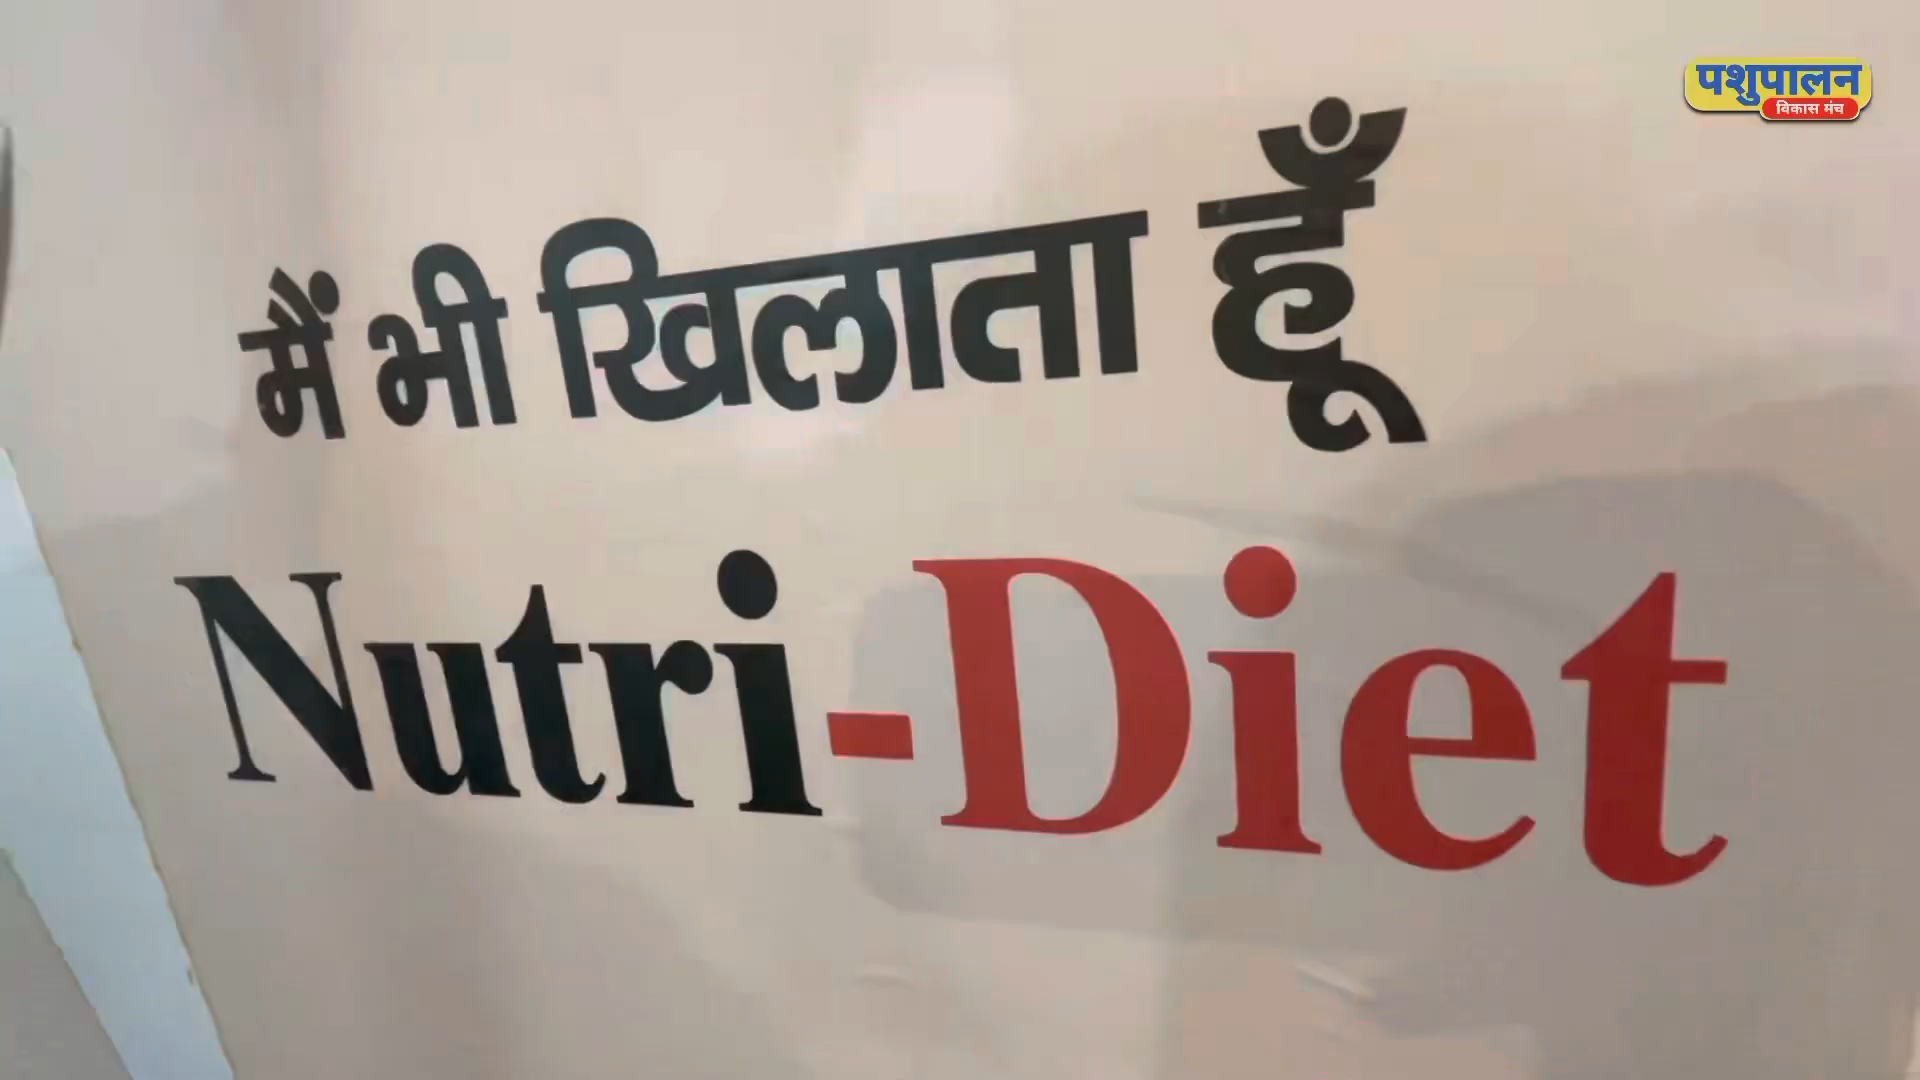 पशुपालन
विकास मंच
मैं भी खिलाता हूँ
Nutri-Diet